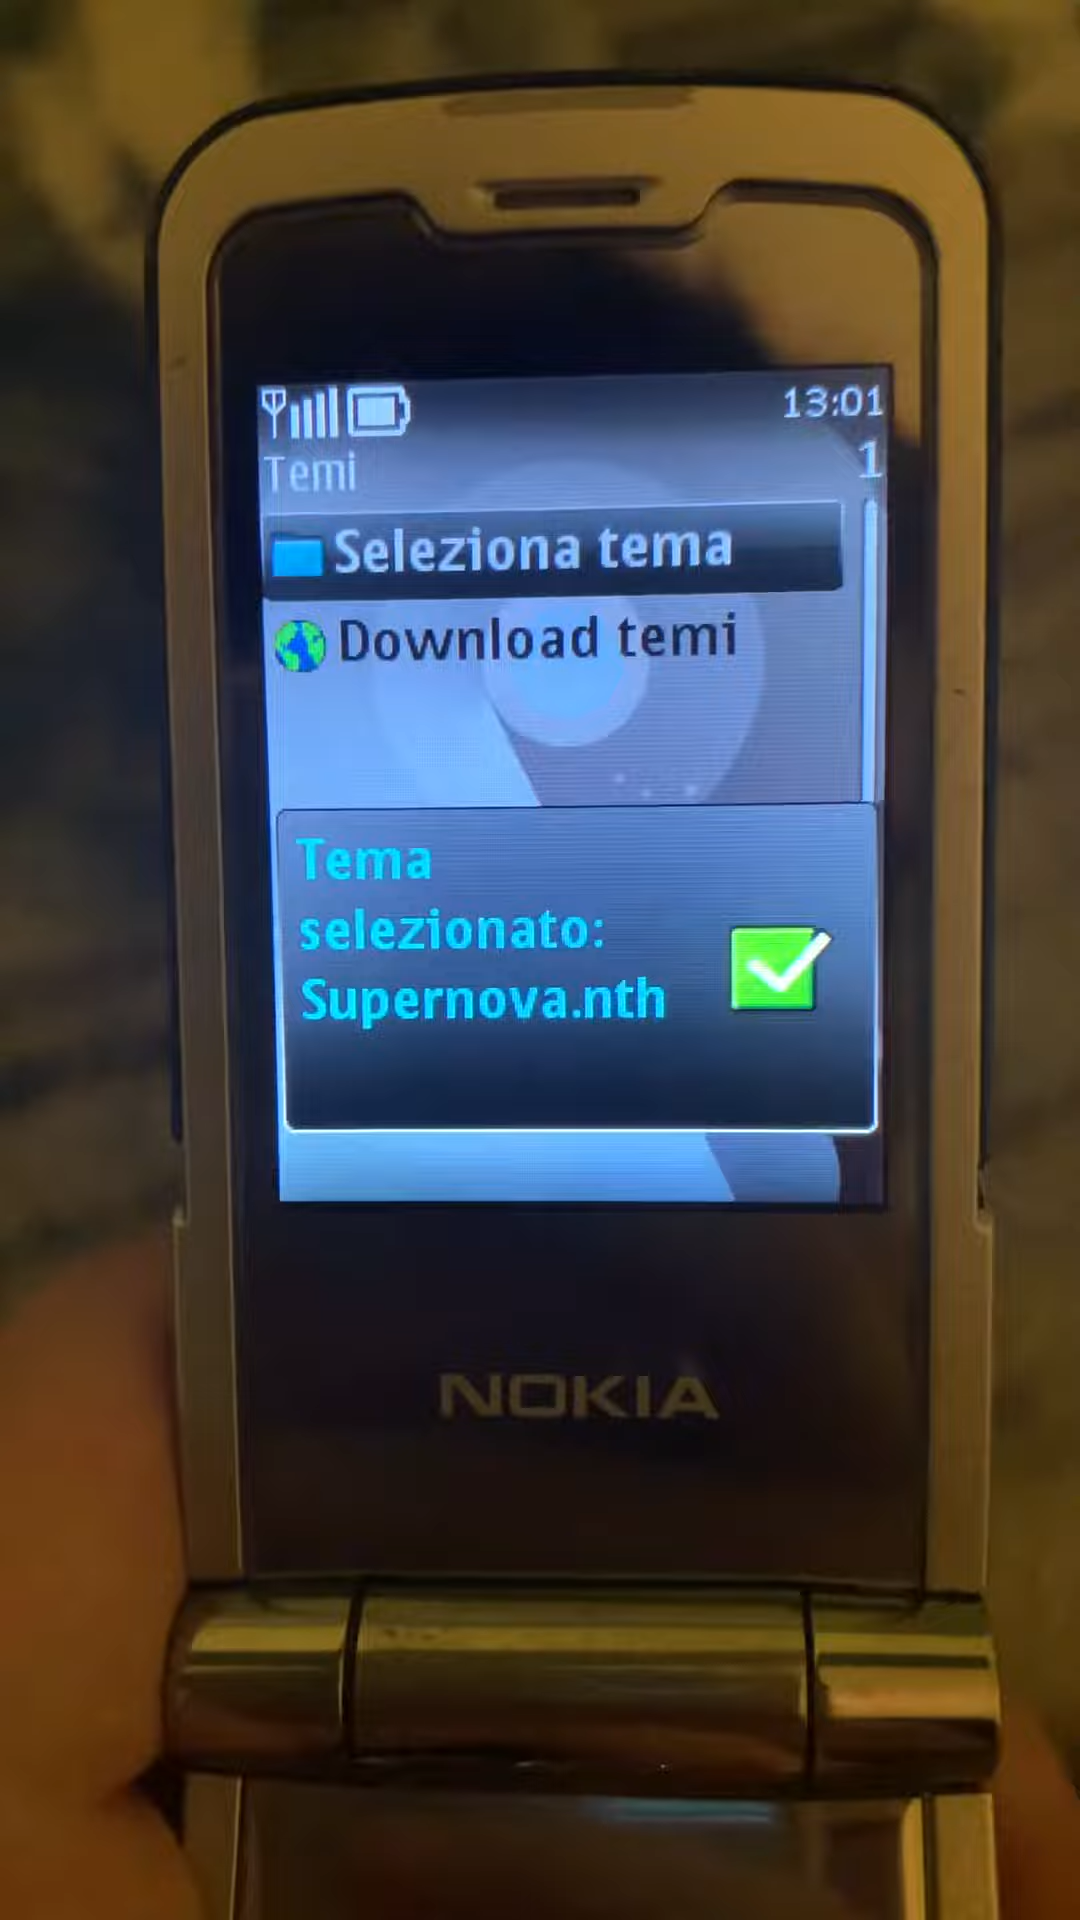 13:01
Temi 1
Seleziona tema
Download temi
Tema
selezionato:
Supernova.nth
NOKIA